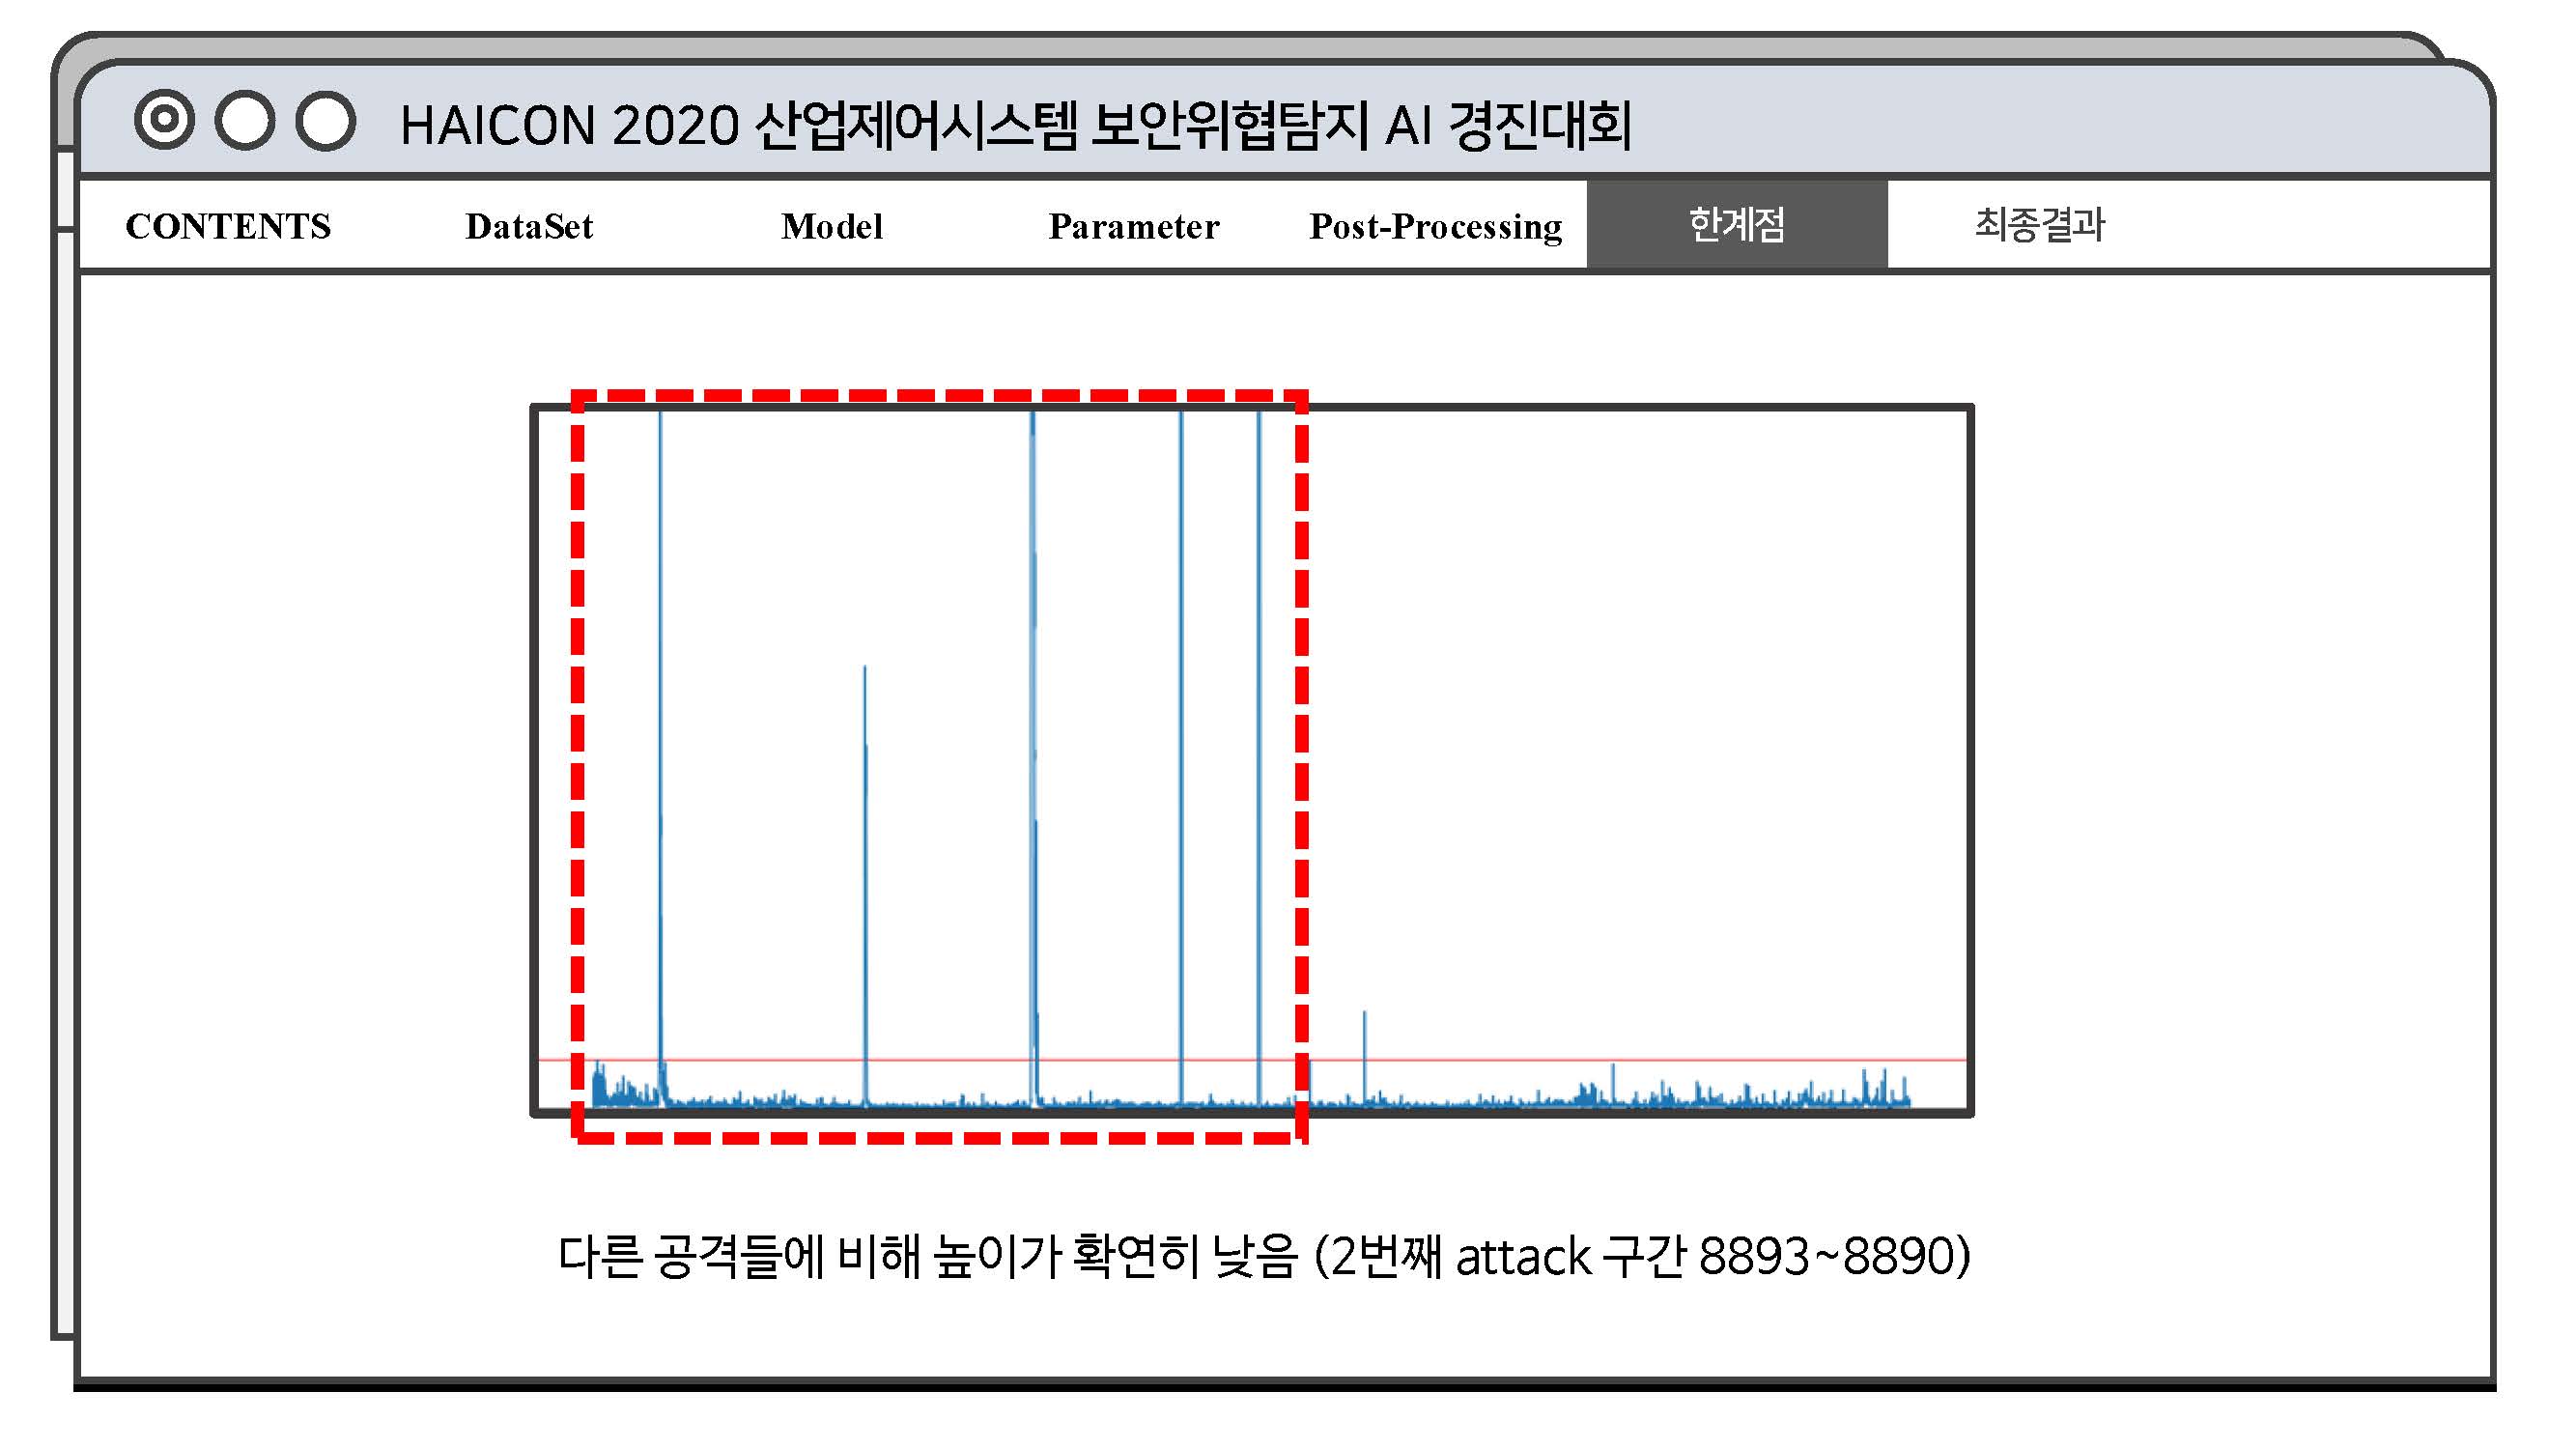 HAICON 2020 산업제어시스템 보안위협탐지 AI 경진대회
CONTENTS DataSet Model Parameter Post-Processing 한계점 최종결과
다른 공격들에 비해 높이가 확연히 낮음 (2번째 attack 구간 8893~8890)